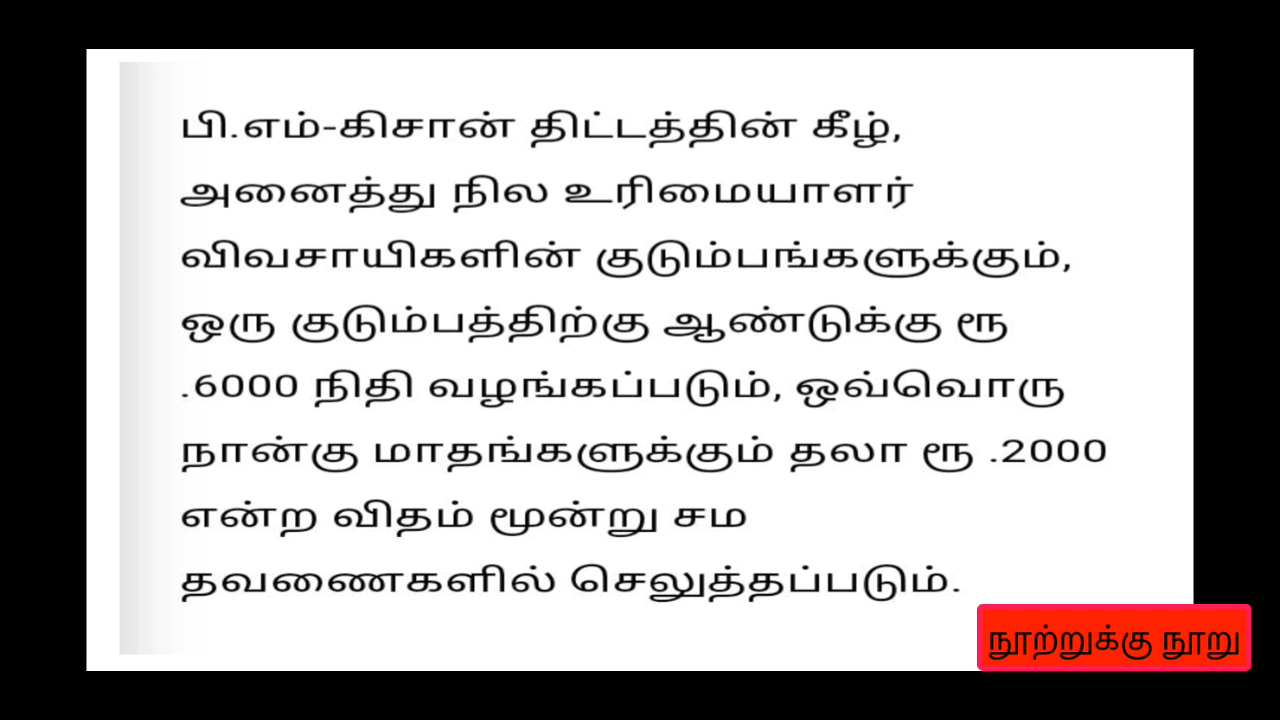 பி.எம்-கிசான் திட்டத்தின் கீழ்,
அனைத்து நில உரிமையாளர்
விவசாயிகளின் குடும்பங்களுக்கும்,
ஒரு குடும்பத்திற்கு ஆண்டுக்கு ரூ
.6000 நிதி வழங்கப்படும், ஒவ்வொரு
நான்கு மாதங்களுக்கும் தலா ரூ .2000
என்ற விதம் மூன்று சம
தவணைகளில் செலுத்தப்படும்.
நூற்றுக்கு நூறு